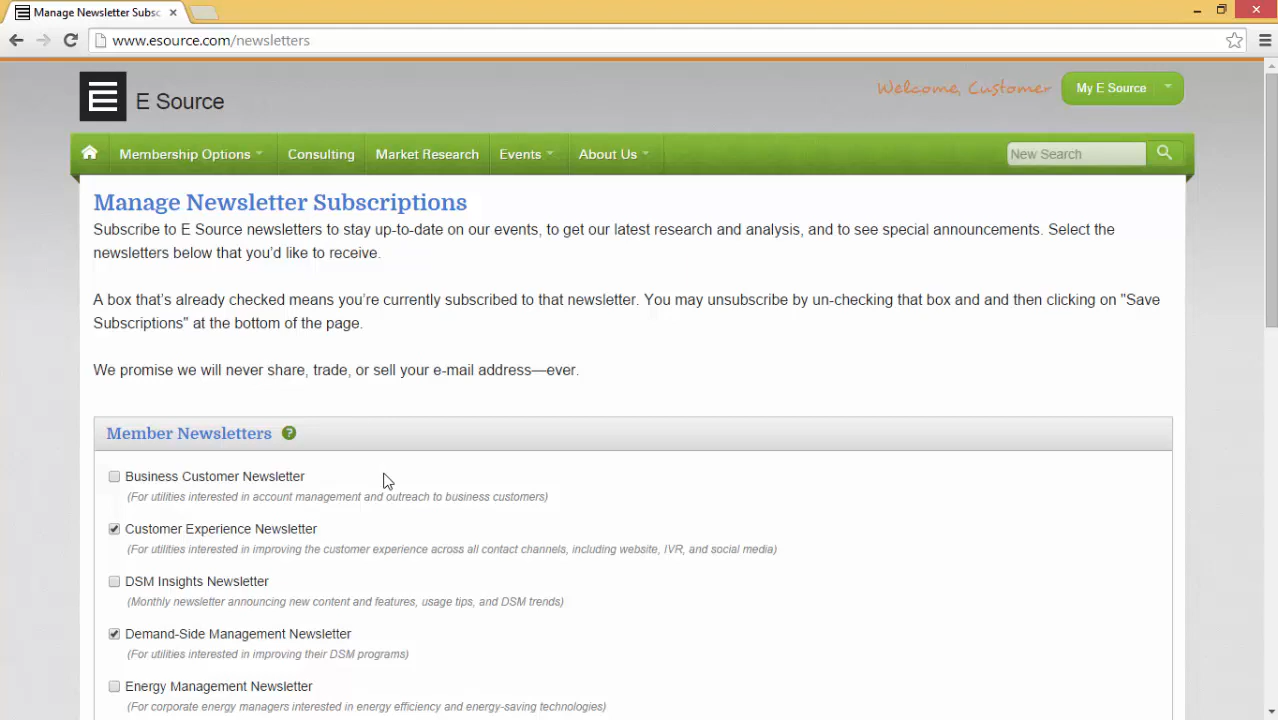 Manage Newsletter Subsc
www.esource.com/newsletters
E Source
Welcome, Customer
My E Source
Membership Options
Consulting
Market Research
Events
About Us
New Search
Manage Newsletter Subscriptions
Subscribe to E Source newsletters to stay up-to-date on our events, to get our latest research and analysis, and to see special announcements. Select the
newsletters below that you'd like to receive.
A box that's already checked means you're currently subscribed to that newsletter. You may unsubscribe by un-checking that box and and then clicking on "Save
Subscriptions" at the bottom of the page.
We promise we will never share, trade, or sell your e-mail address—ever.
Member Newsletters ?
Business Customer Newsletter
(For utilities interested in account management and outreach to business customers)
Customer Experience Newsletter
(For utilities interested in improving the customer experience across all contact channels, including website, IVR, and social media)
DSM Insights Newsletter
(Monthly newsletter announcing new content and features, usage tips, and DSM trends)
Demand-Side Management Newsletter
(For utilities interested in improving their DSM programs)
Energy Management Newsletter
(For corporate energy managers interested in energy efficiency and energy-saving technologies)